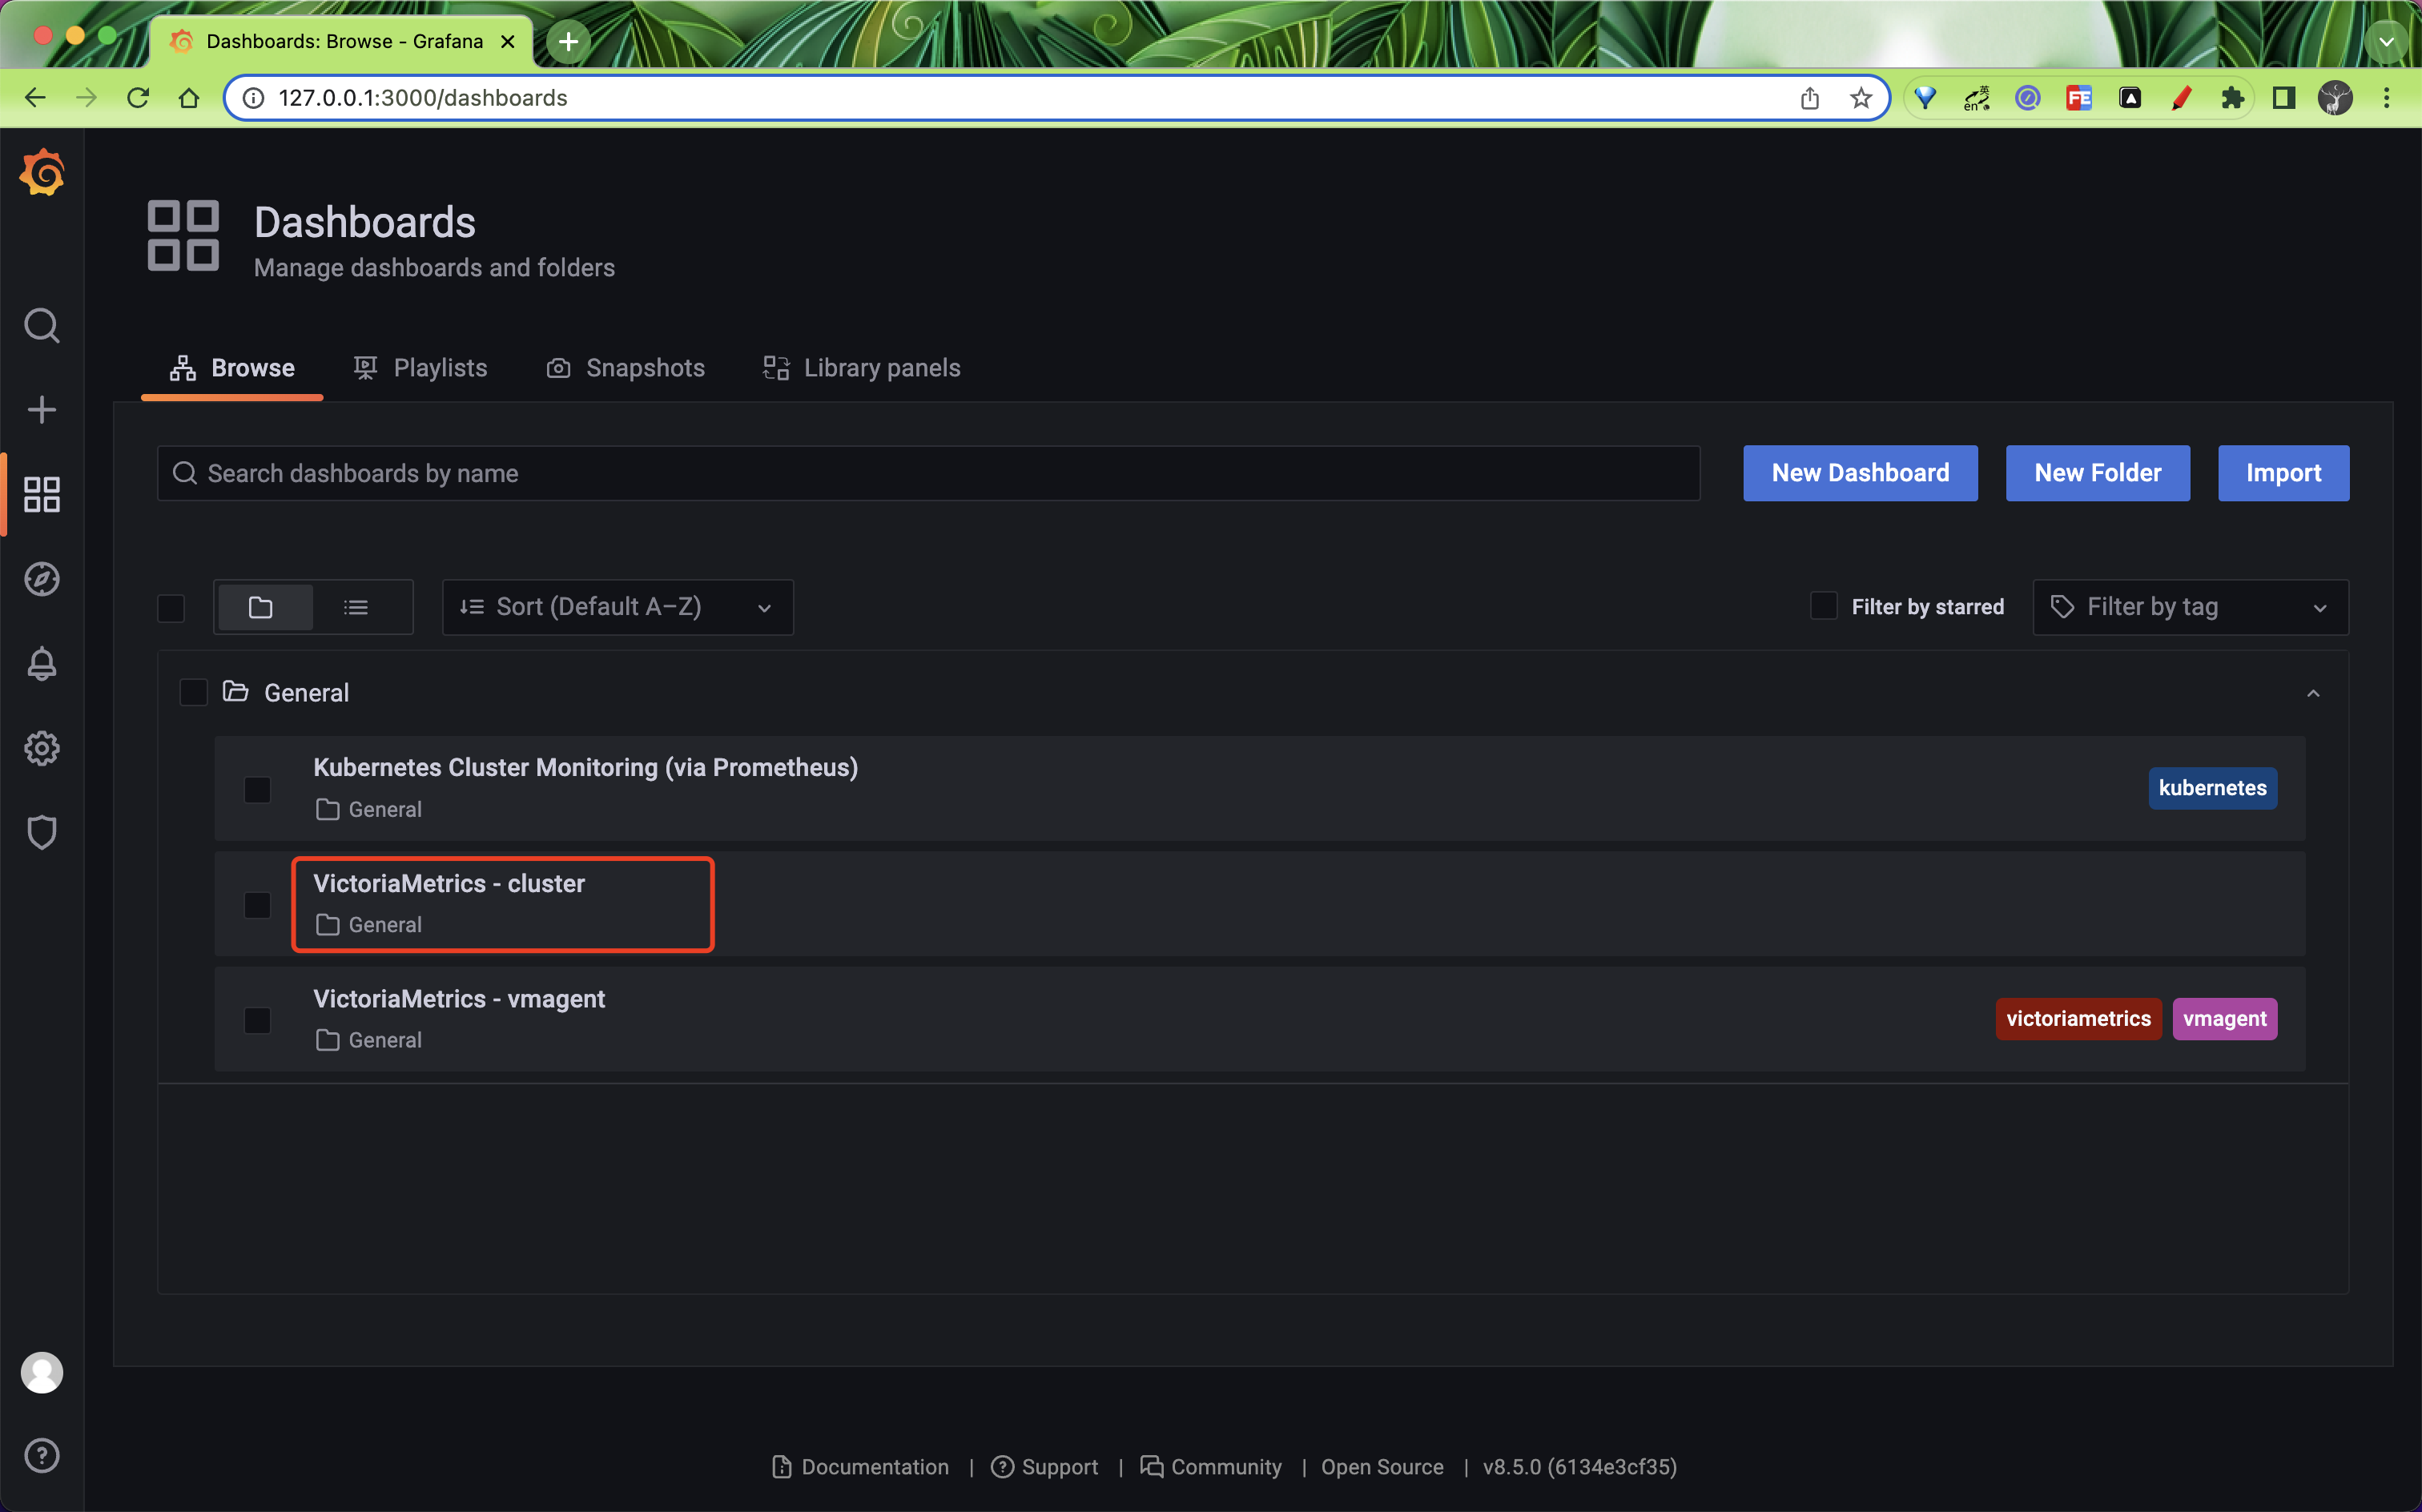 Dashboards: Browse - Grafana
127.0.0.1:3000/dashboards
英
en
FE
A
Dashboards
Manage dashboards and folders
Browse
Playlists
Snapshots
Library panels
Search dashboards by name
New Dashboard
New Folder
Import
Sort (Default A–Z)
Filter by starred
Filter by tag
General
Kubernetes Cluster Monitoring (via Prometheus)
General
kubernetes
VictoriaMetrics - cluster
General
VictoriaMetrics - vmagent
General
victoriametrics
vmagent
Documentation | Support | Community | Open Source | v8.5.0 (6134e3cf35)